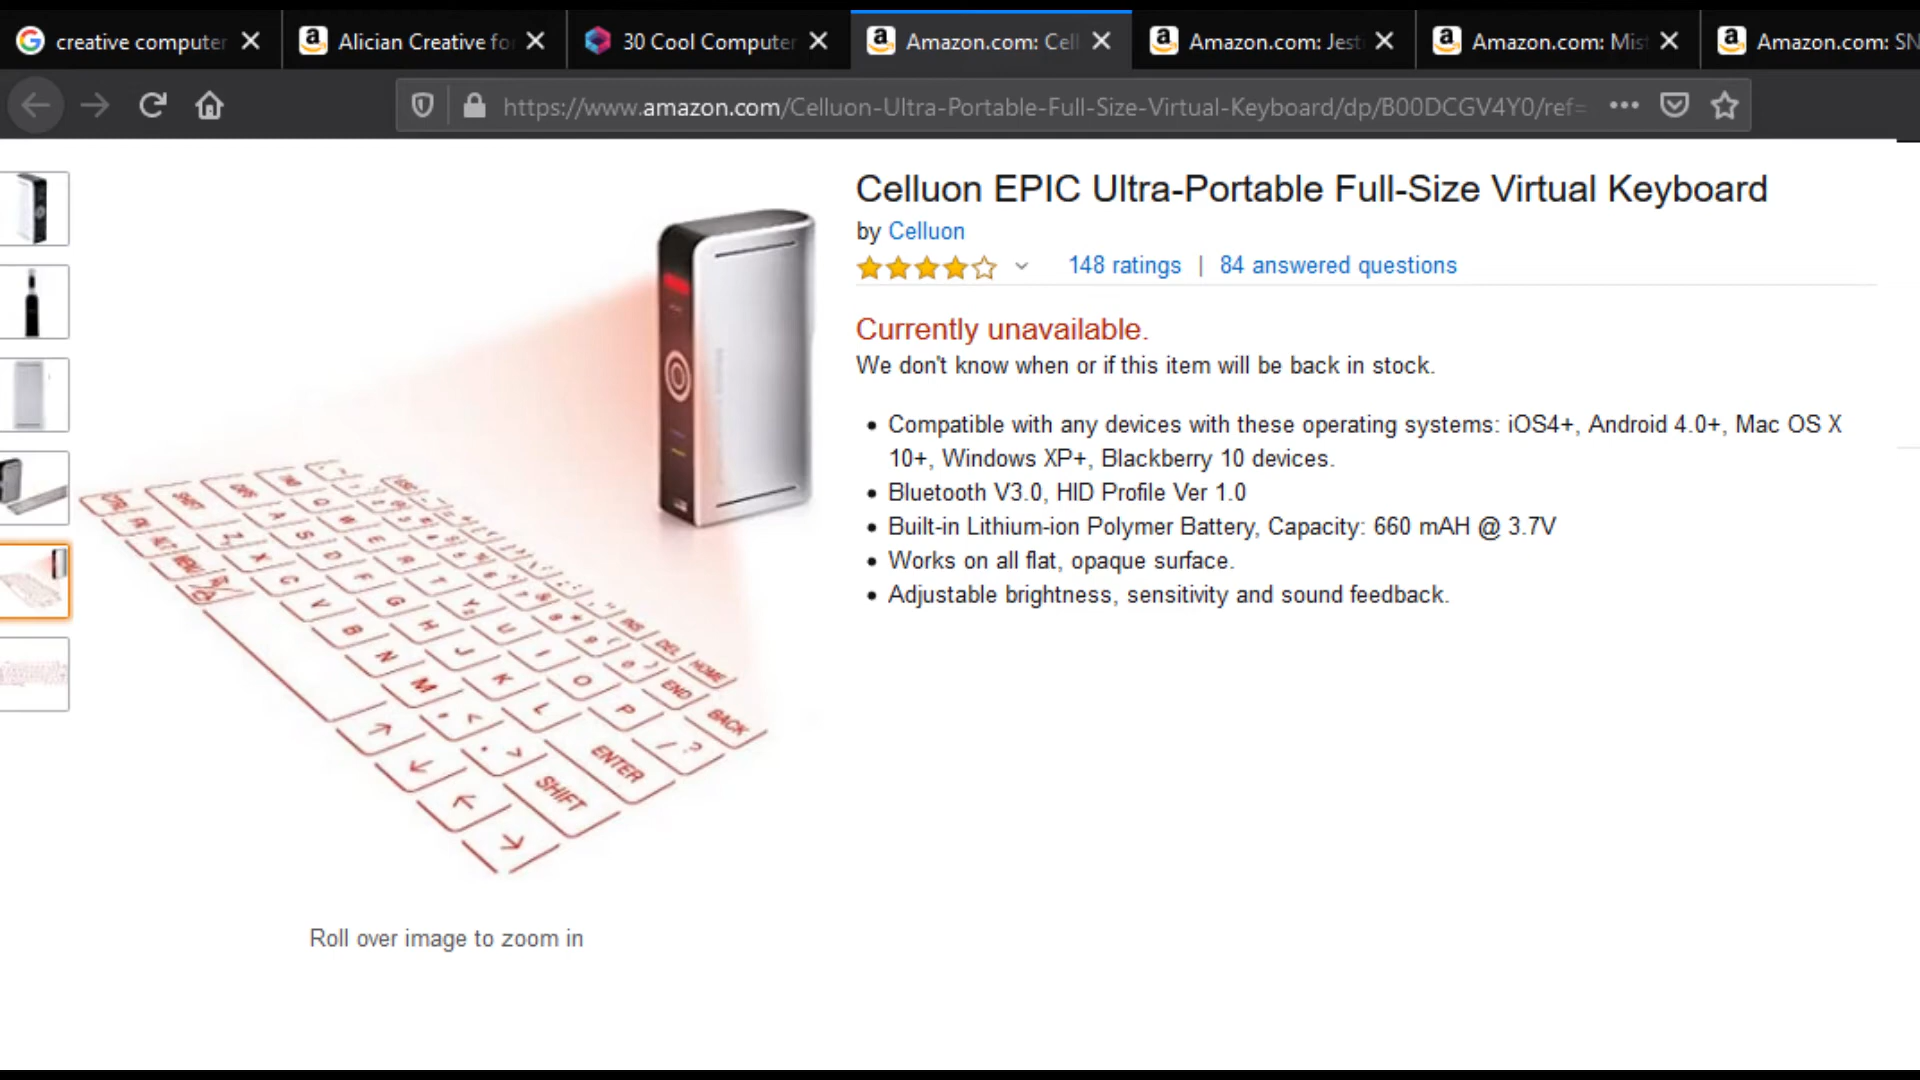 creative computer
Alician Creative fo
30 Cool Computer
Amazon.com: Cell
Amazon.com: Jest
Amazon.com: Mist
Amazon.com: SN
https://www.amazon.com/Celluon-Ultra-Portable-Full-Size-Virtual-Keyboard/dp/B00DCGV4Y0/ref=
Celluon EPIC Ultra-Portable Full-Size Virtual Keyboard
by Celluon
148 ratings | 84 answered questions
Currently unavailable.
We don't know when or if this item will be back in stock.
Compatible with any devices with these operating systems: iOS4+, Android 4.0+, Mac OS X
10+, Windows XP+, Blackberry 10 devices.
Bluetooth V3.0, HID Profile Ver 1.0
Built-in Lithium-ion Polymer Battery, Capacity: 660 mAH @ 3.7V
Works on all flat, opaque surface.
Adjustable brightness, sensitivity and sound feedback.
ESC
INS DEL HOME
END
BACK
Q W E R T Y U I O P
A S D F G H J K L
ENTER
SHIFT Z X C V B N M
SHIFT
Roll over image to zoom in